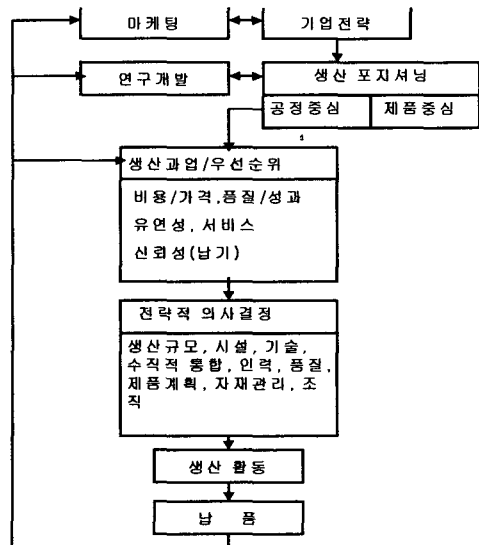 마케팅 기업전략
연구개발 생산 포지셔닝
공정중심 제품중심
생산과업/우선순위
비용/가격,품질/성과
유연성, 서비스
신뢰성(납기)
전략적 의사결정
생산규모, 시설, 기술,
수직적 통합, 인력, 품질,
제품계획, 자재관리, 조
직
생산 활동
납 품